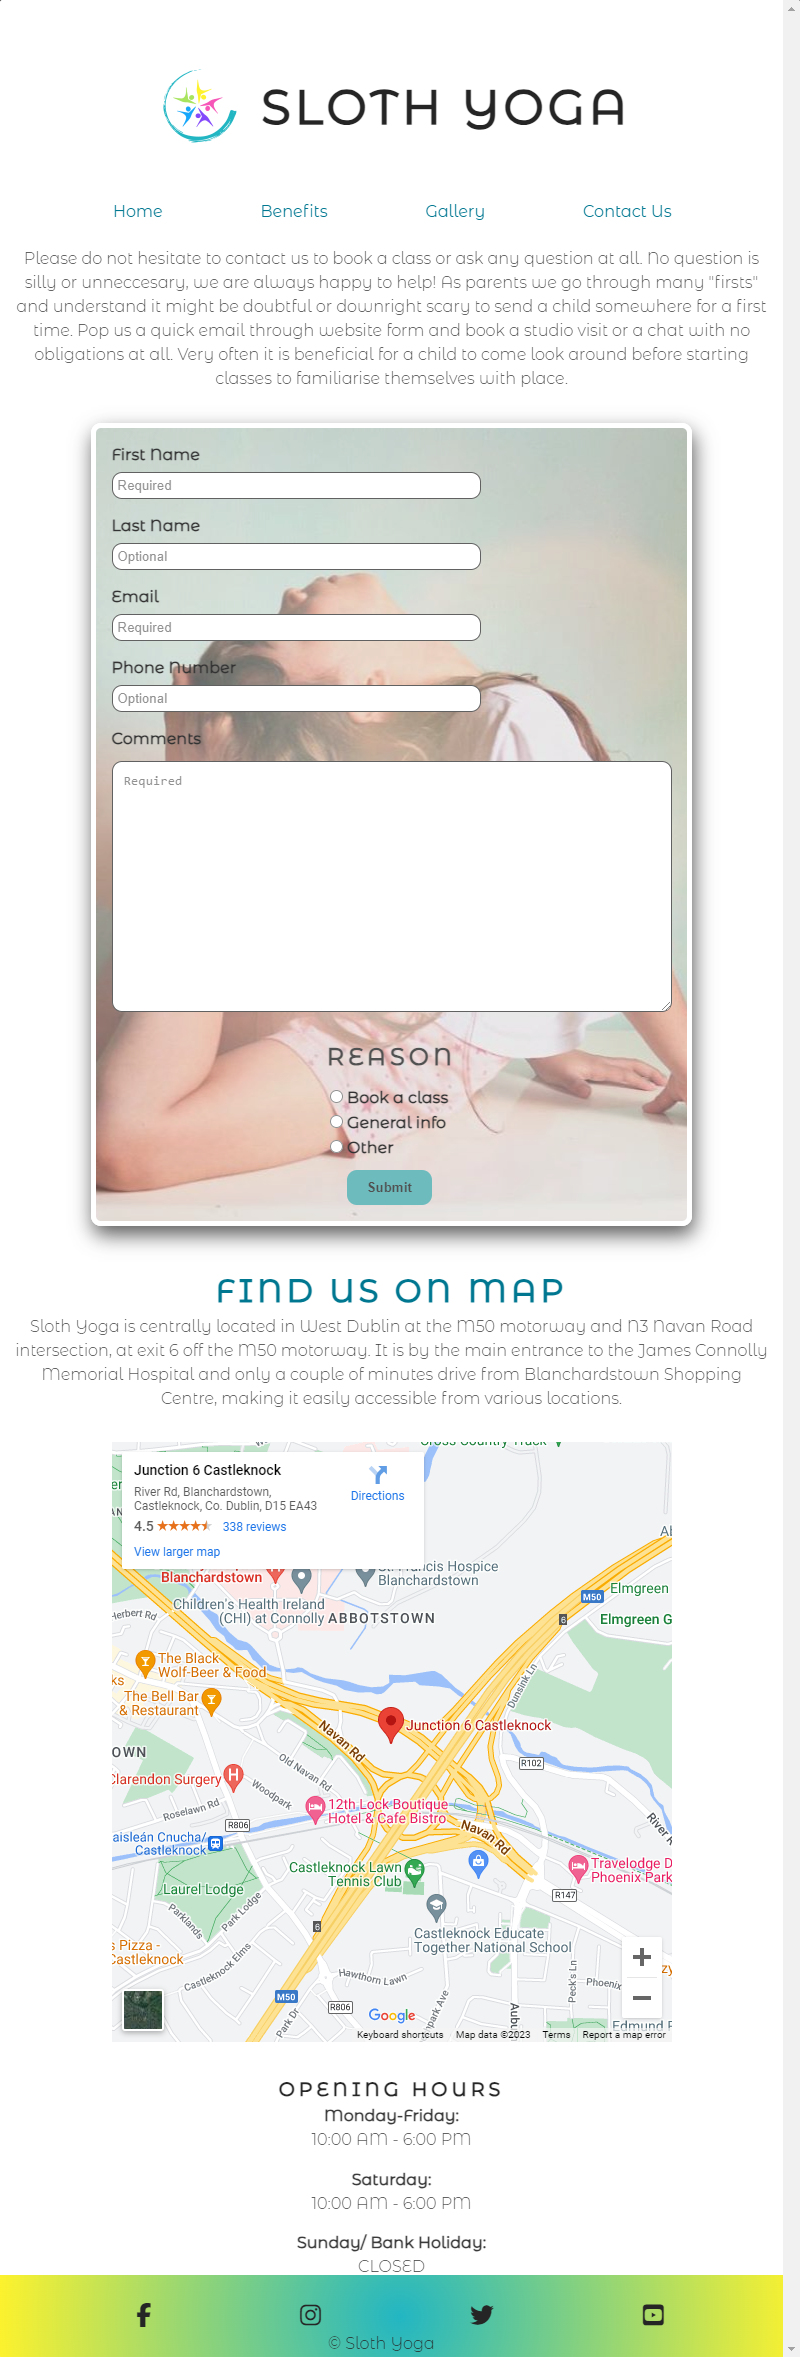 SLOTH YOGA
Home
Benefits
Gallery
Contact Us
Please do not hesitate to contact us to book a class or ask any question at all. No question is
silly or unneccesary, we are always happy to help! As parents we go through many "firsts"
and understand it might be doubtful or downright scary to send a child somewhere for a first
time. Pop us a quick email through website form and book a studio visit or a chat with no
obligations at all. Very often it is beneficial for a child to come look around before starting
classes to familiarise themselves with place.
First Name
Required
Last Name
Optional
Email
Required
Phone Number
Optional
Comments
Required
REASON
Book a class
General info
Other
Submit
FIND US ON MAP
Sloth Yoga is centrally located in West Dublin at the M50 motorway and N3 Navan Road
intersection, at exit 6 off the M50 motorway. It is by the main entrance to the James Connolly
Memorial Hospital and only a couple of minutes drive from Blanchardstown Shopping
Centre, making it easily accessible from various locations.
Cross Country Track
Junction 6 Castleknock
Directions
River Rd, Blanchardstown,
Castleknock, Co. Dublin, D15 EA43
4.5
338 reviews
View larger map
Blanchardstown
St. Francis Hospice
Blanchardstown
M50
Elmgreen
Children's Health Ireland
(CHI) at Connolly
ABBOTSTOWN
6
Elmgreen G
Herbert Rd
The Black
Wolf-Beer & Food
ks
The Bell Bar
& Restaurant
Dunsink Ln
Navan Rd
Junction 6 Castleknock
OWN
Old Navan Rd
R102
Clarendon Surgery
Woodpark
12th Lock Boutique
Hotel & Cafe Bistro
Roselawn Rd
R806
Navan Rd
River R
aisleán Cnucha/
Castleknock
Castleknock Lawn
Tennis Club
Travelodge D
Phoenix Park
Laurel Lodge
R147
Parklands
Park Lodge
6
Castleknock Educate
Together National School
s Pizza -
Castleknock
Castleknock Elms
Hawthorn Lawn
Peck's Ln
Phoenix
zy
M50
R806
Park Dr
Google
npark Ave
Aubu
Edmund R
Keyboard shortcuts
Map data ©2023
Terms
Report a map error
OPENING HOURS
Monday-Friday:
10:00 AM - 6:00 PM
Saturday:
10:00 AM - 6:00 PM
Sunday/ Bank Holiday:
CLOSED
© Sloth Yoga